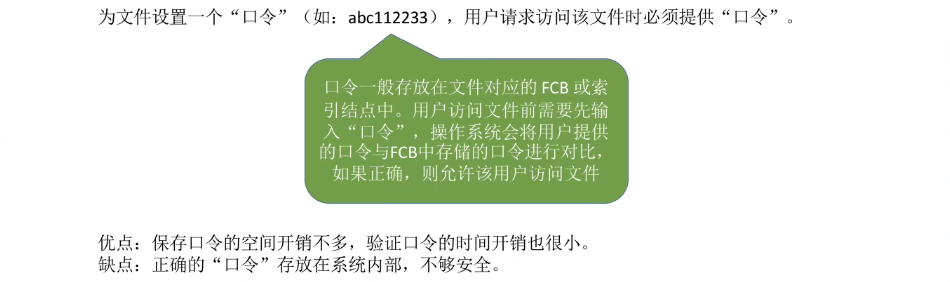 为文件设置一个“口令”（如：abc112233），用户请求访问该文件时必须提供“口令”。
口令一般存放在文件对应的 FCB 或索
引结点中。用户访问文件前需要先输
入“口令”，操作系统会将用户提供
的口令与FCB中存储的口令进行对比，
如果正确，则允许该用户访问文件
优点：保存口令的空间开销不多，验证口令的时间开销也很小。
缺点：正确的“口令”存放在系统内部，不够安全。